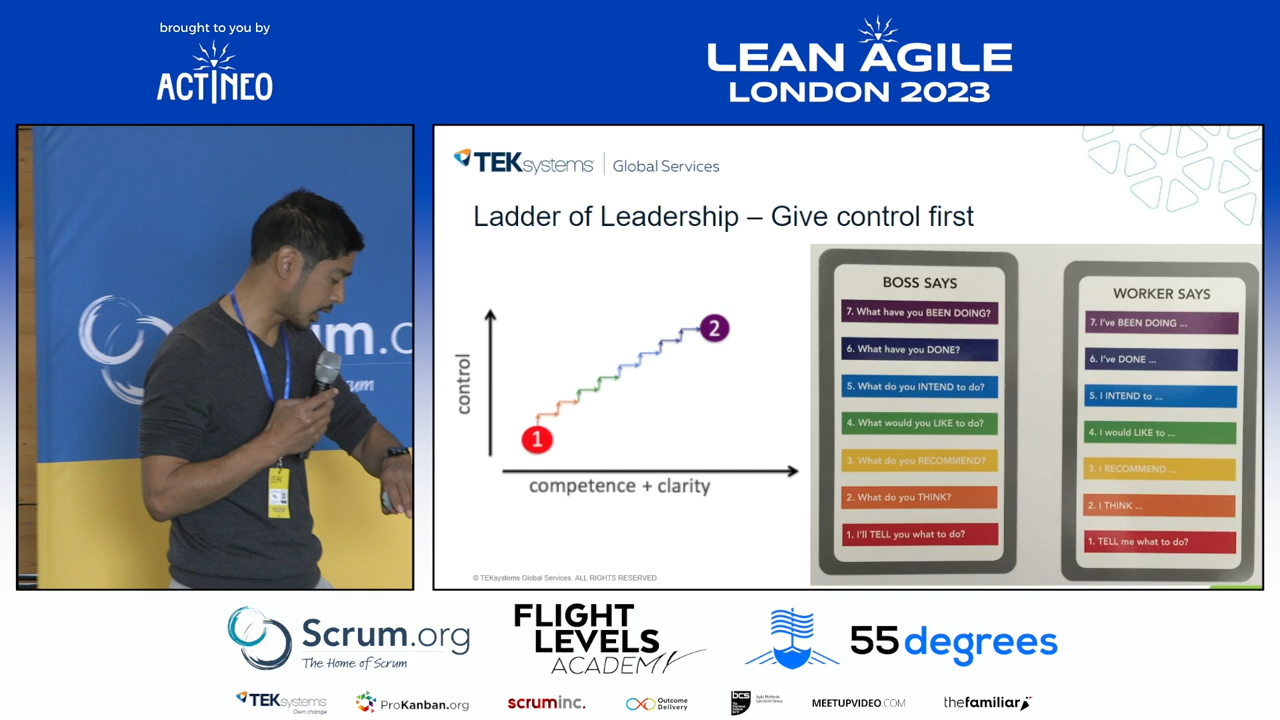 brought to you by
ACTINEO
LEAN AGILE
LONDON 2023
TEKsystems | Global Services
Ladder of Leadership – Give control first
control
1
2
competence + clarity
BOSS SAYS
7. What have you BEEN DOING?
6. What have you DONE?
5. What do you INTEND to do?
4. What would you LIKE to do?
3. What do you RECOMMEND?
2. What do you THINK?
1. I'll TELL you what to do?
WORKER SAYS
7. I've BEEN DOING ...
6. I've DONE ...
5. I INTEND to ...
4. I would LIKE to ...
3. I RECOMMEND ...
2. I THINK ...
1. TELL me what to do?
© TEKsystems Global Services. ALL RIGHTS RESERVED.
Scrum.org
The Home of Scrum
FLIGHT
LEVELS
ACADEMY
55 degrees
TEKsystems
Own change
ProKanban.org
scruminc.
Outcome
Delivery
bcs
MEETUPVIDEO.COM
thefamiliar